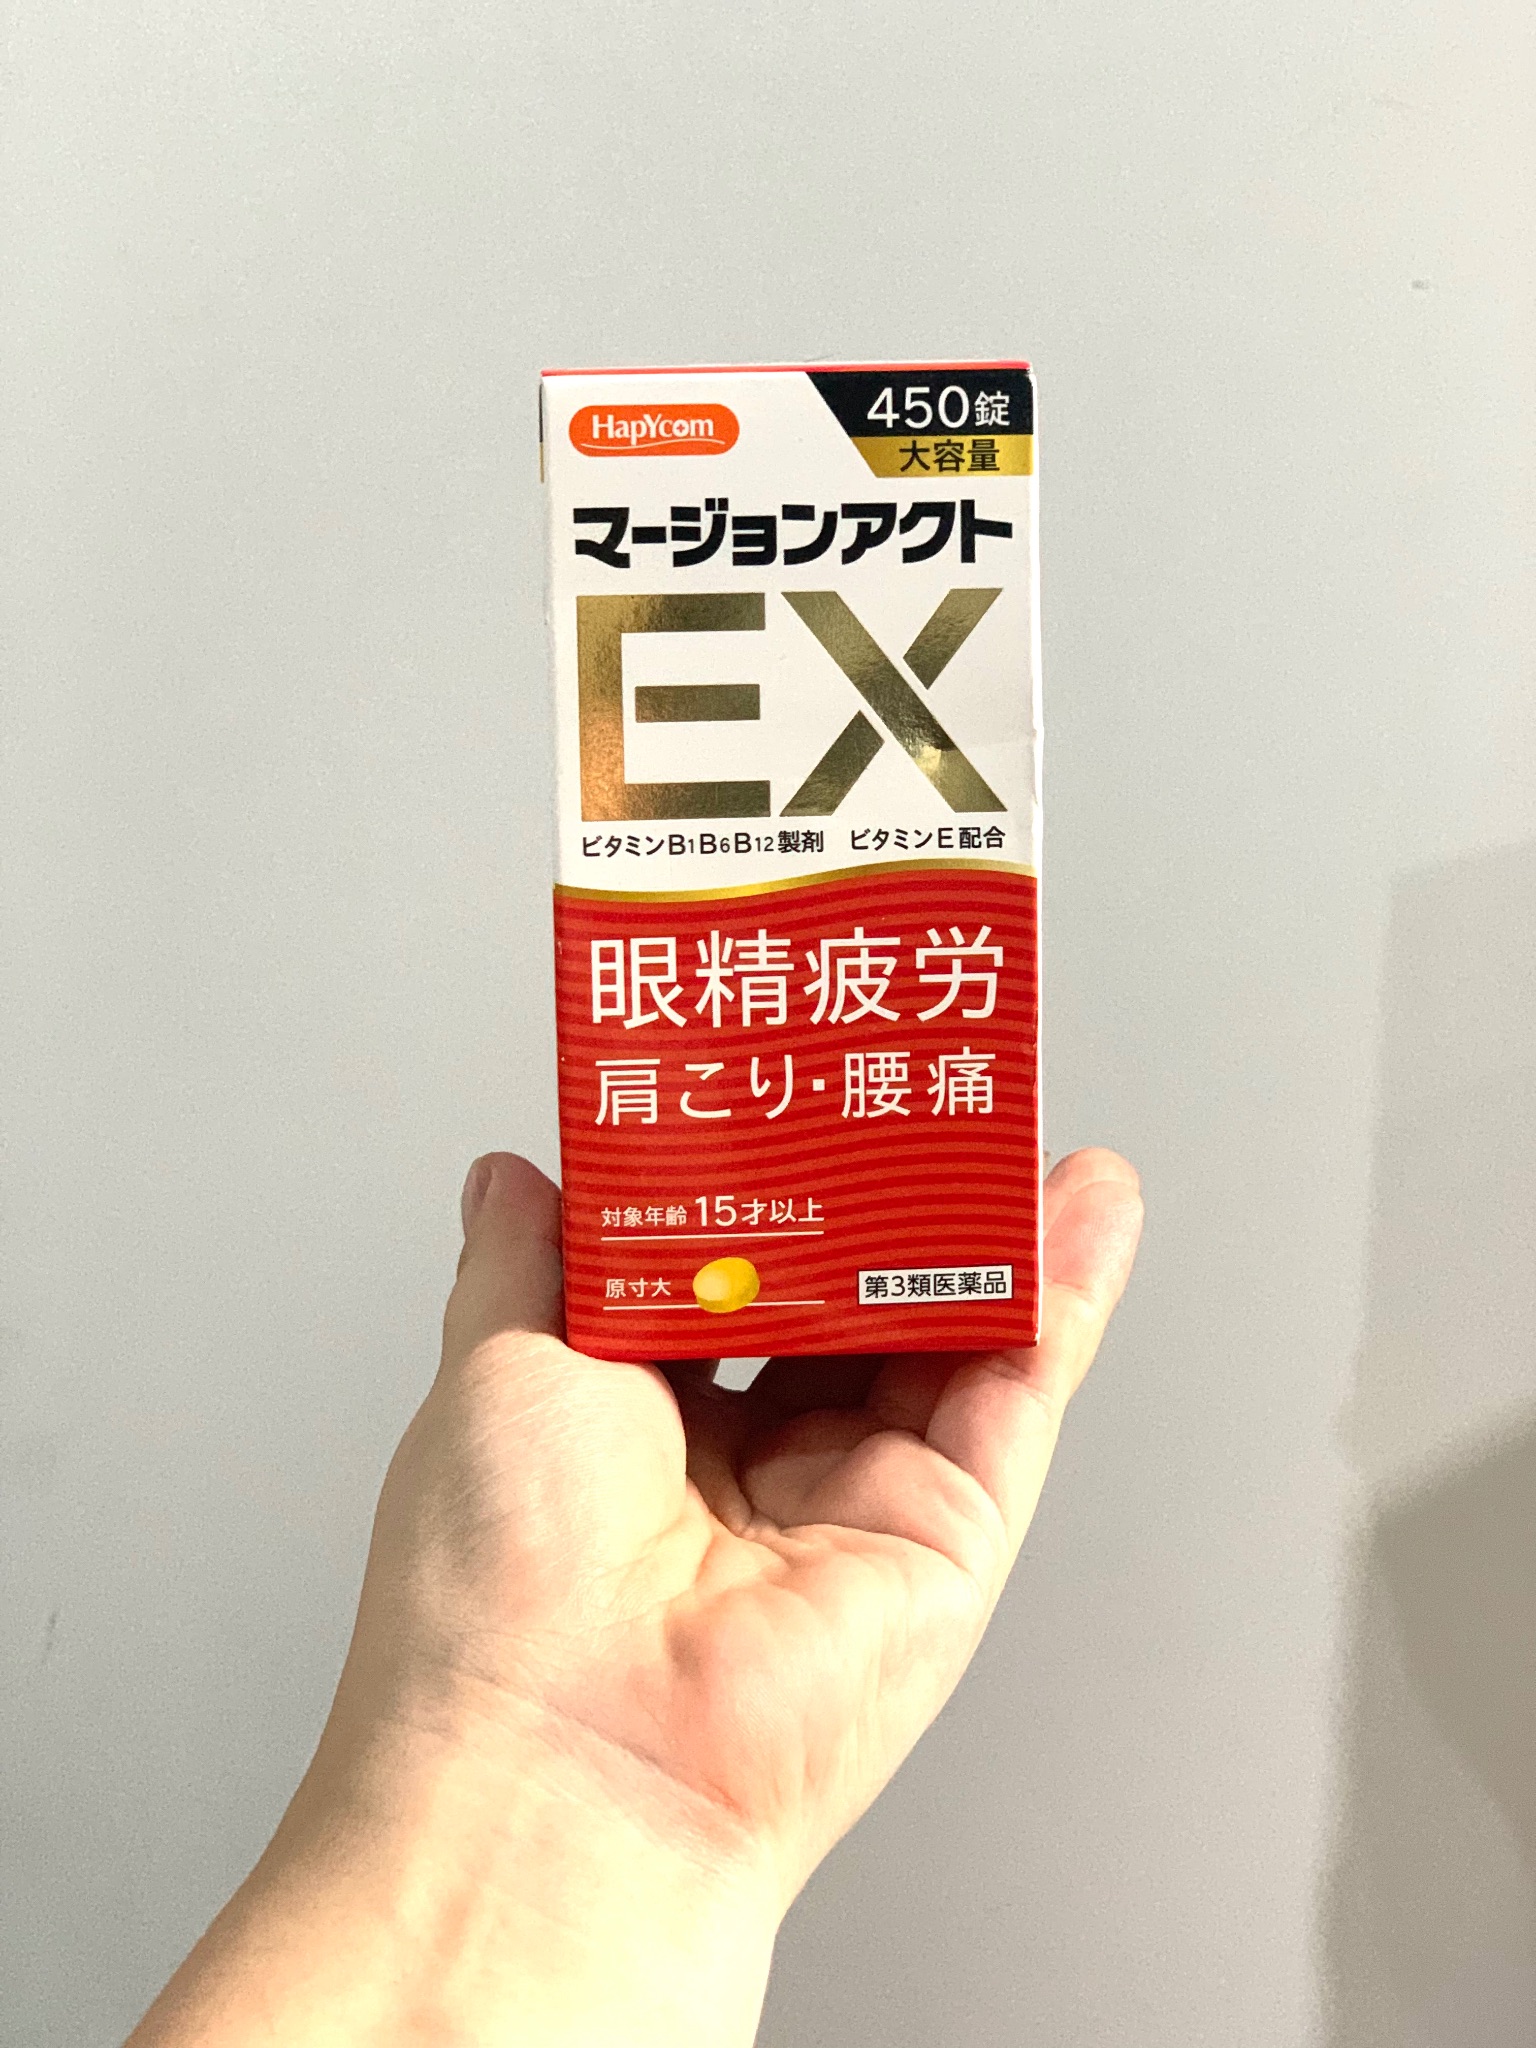 HapYcom
450錠
大容量
マージョンアクト
EX
ビタミンB1B6B12製剤 ビタミンE配合
眼精疲労
肩こり・腰痛
対象年齢 15才以上
原寸大
第3類医薬品